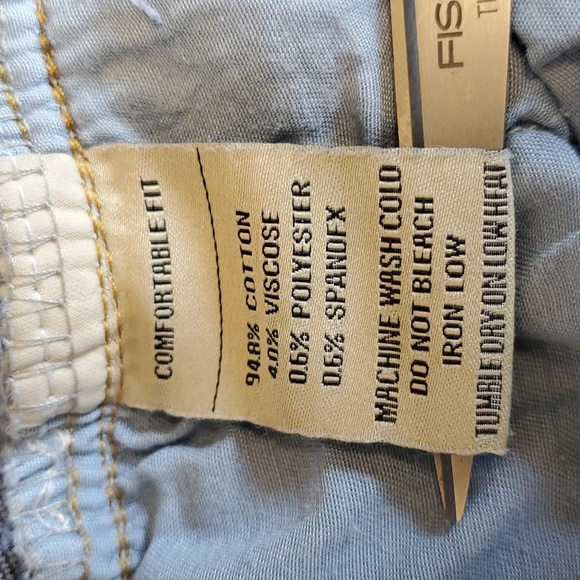 COMFORTABLE FIT
94.8% COTTON
4.0% VISCOSE
0.6% POLYESTER
0.6% SPANDEX
MACHINE WASH COLD
DO NOT BLEACH
IRON LOW
TUMBLE DRY ON LOW HEAT
FIS